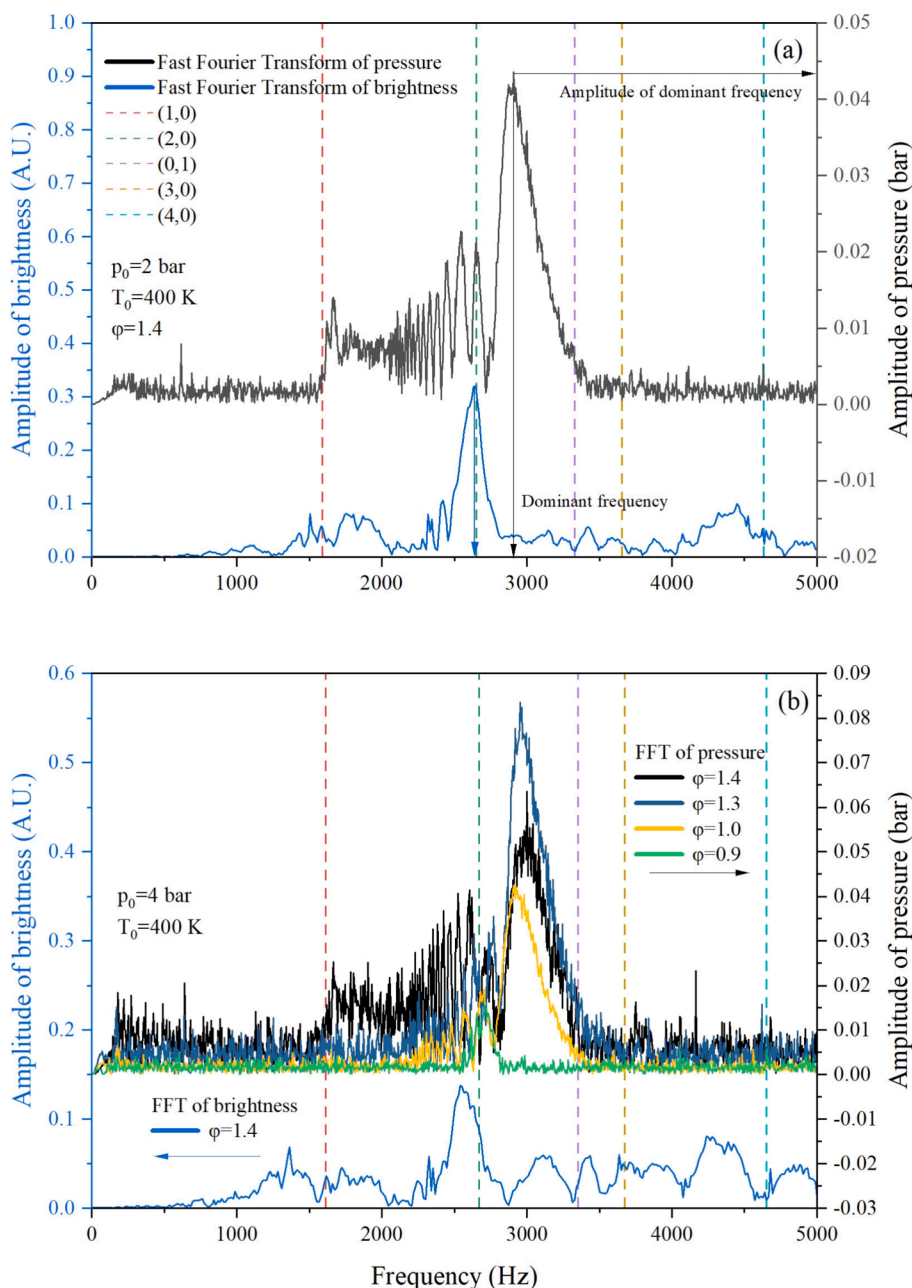 (a)
Fast Fourier Transform of pressure
Fast Fourier Transform of brightness
(1,0)
(2,0)
(0,1)
(3,0)
(4,0)
p₀=2 bar
T₀=400 K
φ=1.4
Amplitude of dominant frequency
Dominant frequency
Amplitude of brightness (A.U.)
1.0
0.9
0.8
0.7
0.6
0.5
0.4
0.3
0.2
0.1
0.0
Amplitude of pressure (bar)
0.05
0.04
0.03
0.02
0.01
0.00
-0.01
-0.02
0 1000 2000 3000 4000 5000
(b)
FFT of pressure
φ=1.4
φ=1.3
φ=1.0
φ=0.9
p₀=4 bar
T₀=400 K
FFT of brightness
φ=1.4
Amplitude of brightness (A.U.)
0.6
0.5
0.4
0.3
0.2
0.1
0.0
Amplitude of pressure (bar)
0.09
0.08
0.07
0.06
0.05
0.04
0.03
0.02
0.01
0.00
-0.01
-0.02
-0.03
0 1000 2000 3000 4000 5000
Frequency (Hz)